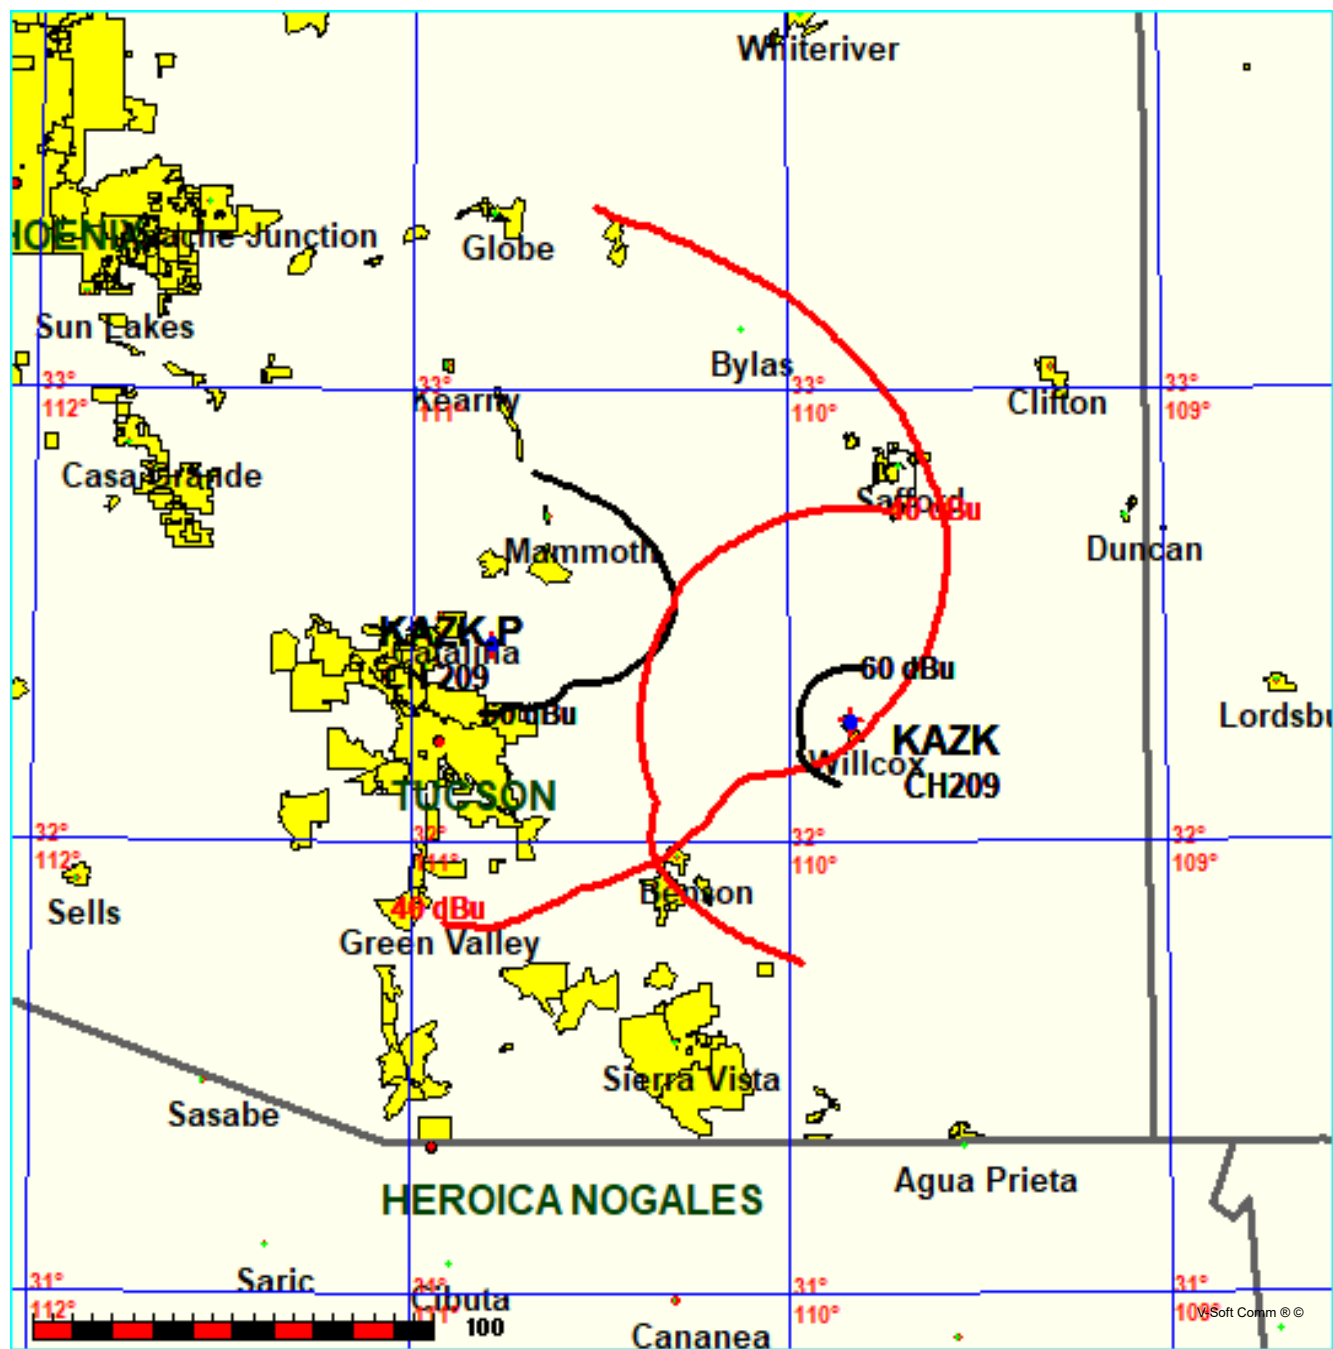 Whiteriver
HOENIX
Apache Junction
Globe
Sun Lakes
Bylas
33°
112°
33°
111°
33°
110°
33°
109°
Kearny
Clifton
Casa Grande
Safford
40 dBu
Mammoth
Duncan
KAZK.P
Catalina
CH 209
60 dBu
60 dBu
Lordsbu
KAZK
Willcox
CH209
TUCSON
32°
112°
32°
111°
32°
110°
32°
109°
Benson
Sells
40 dBu
Green Valley
Sierra Vista
Sasabe
Agua Prieta
HEROICA NOGALES
Saric
31°
112°
31°
111°
31°
110°
31°
109°
Cibuta
V-Soft Comm ® ©
100
Cananea